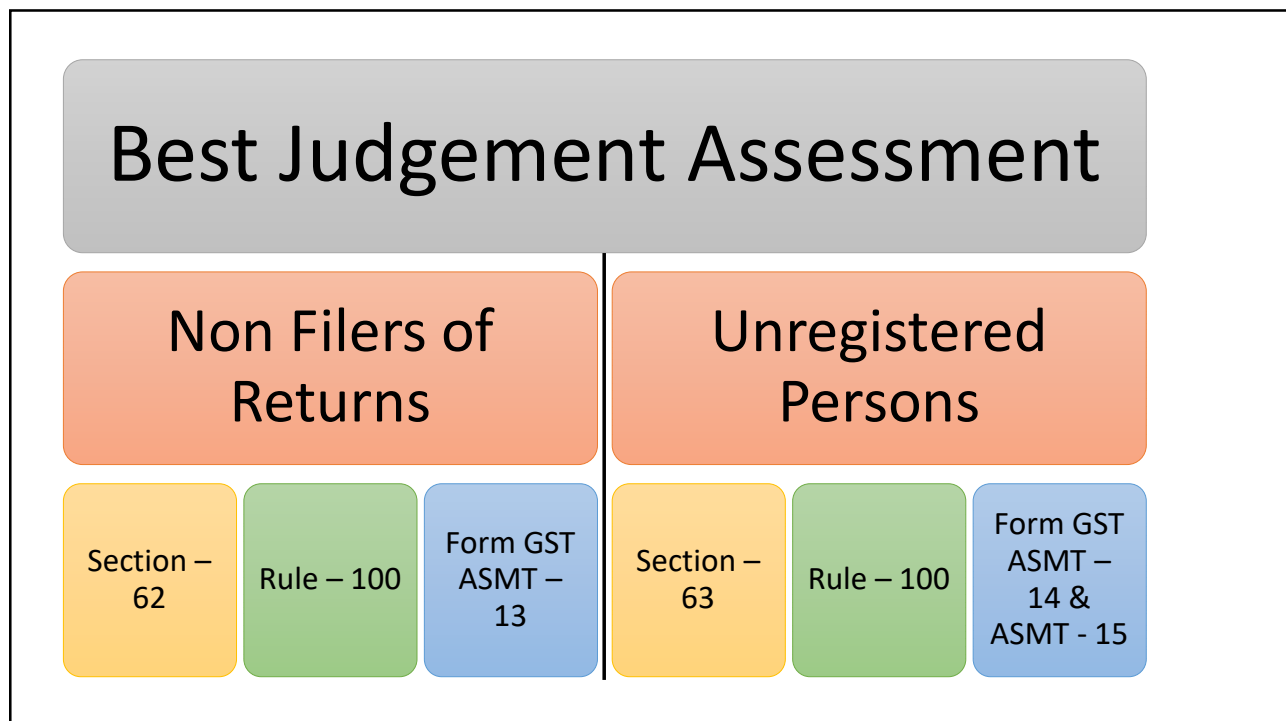 Best Judgement Assessment
Non Filers of
Returns
Unregistered
Persons
Section –
62
Rule – 100
Form GST
ASMT –
13
Section –
63
Rule – 100
Form GST
ASMT –
14 &
ASMT - 15